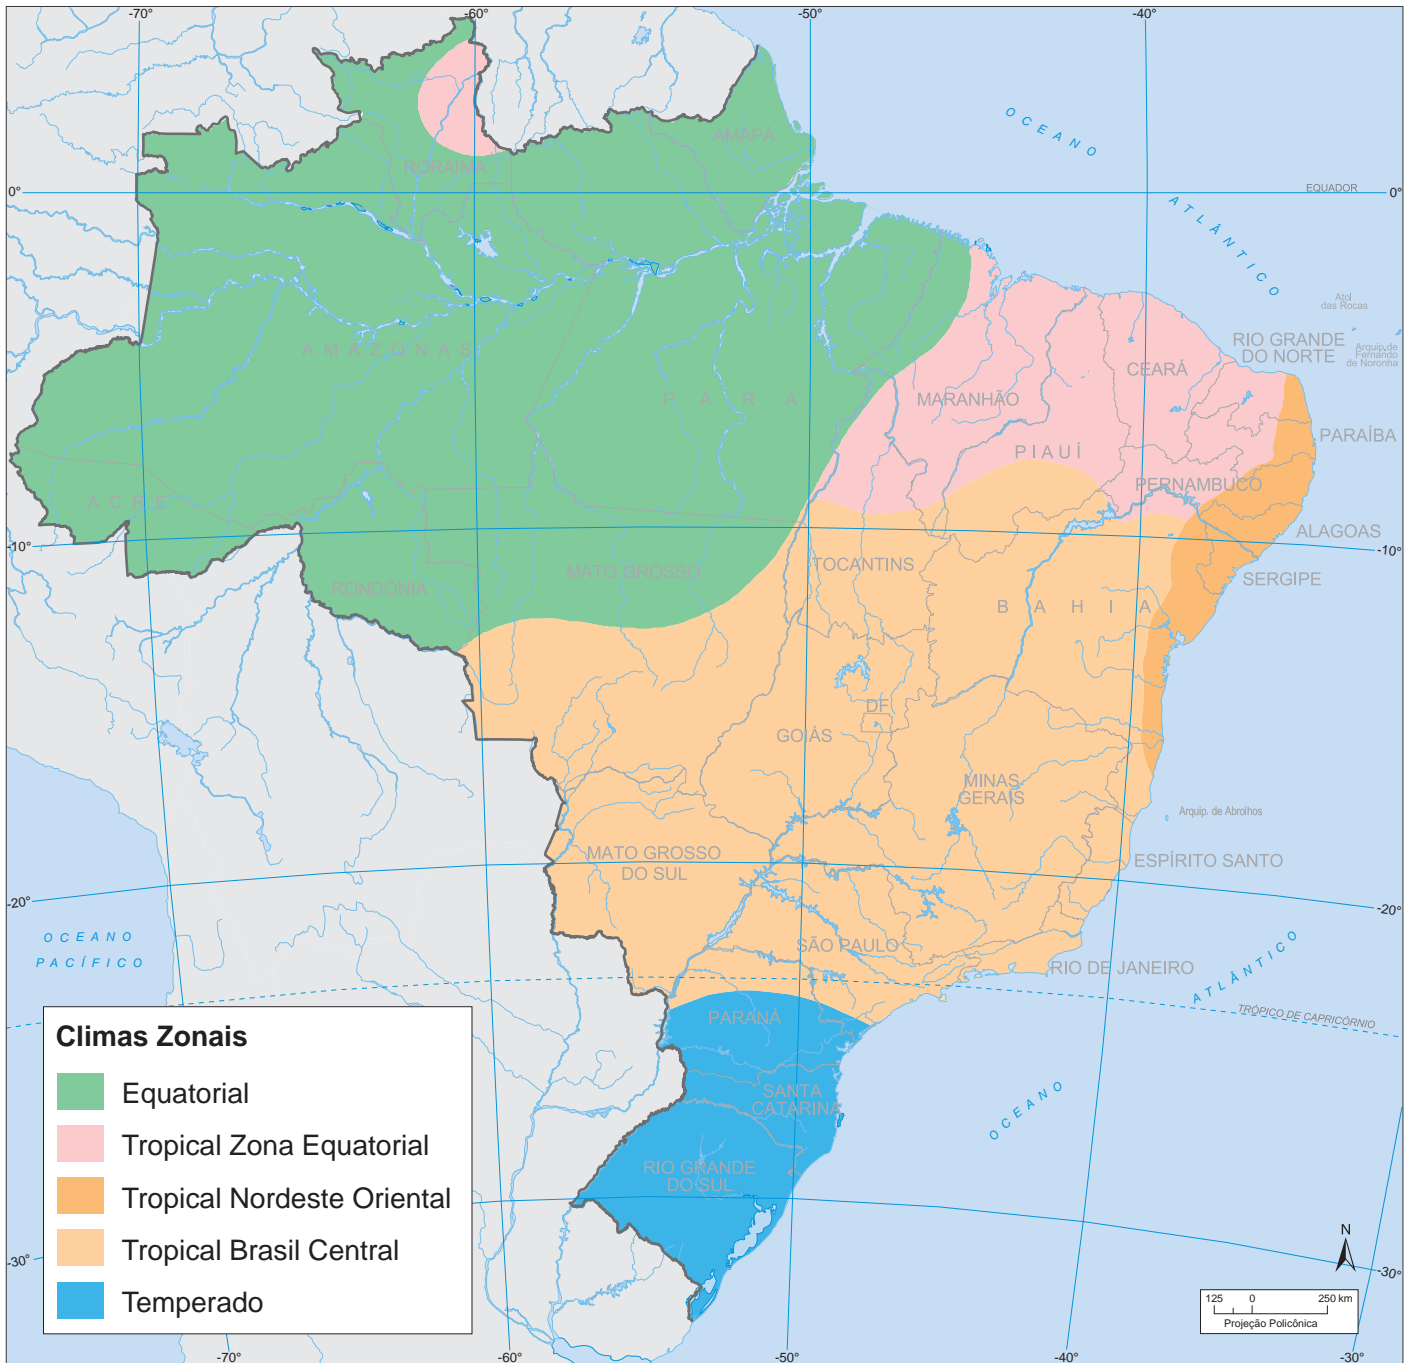 -70°
-60°
-50°
-40°
OCEANO
AMAPÁ
RORAIMA
0°
EQUADOR
0°
ATLÂNTICO
Atol
das Rocas
RIO GRANDE
DO NORTE
Arquip. de
Fernando
de Noronha
AMAZONAS
CEARÁ
PARÁ
MARANHÃO
PARAÍBA
PIAUÍ
PERNAMBUCO
ACRE
ALAGOAS
-10°
-10°
TOCANTINS
MATO GROSSO
SERGIPE
RONDÔNIA
BAHIA
DF
GOIÁS
MINAS
GERAIS
Arquip. de Abrolhos
MATO GROSSO
DO SUL
ESPÍRITO SANTO
-20°
-20°
OCEANO
PACÍFICO
SÃO PAULO
RIO DE JANEIRO
ATLÂNTICO
TRÓPICO DE CAPRICÓRNIO
PARANÁ
SANTA
CATARINA
OCEANO
RIO GRANDE
DO SUL
Climas Zonais
Equatorial
Tropical Zona Equatorial
Tropical Nordeste Oriental
Tropical Brasil Central
Temperado
N
-30°
-30°
125 0 250 km
Projeção Policônica
-70°
-60°
-50°
-40°
-30°